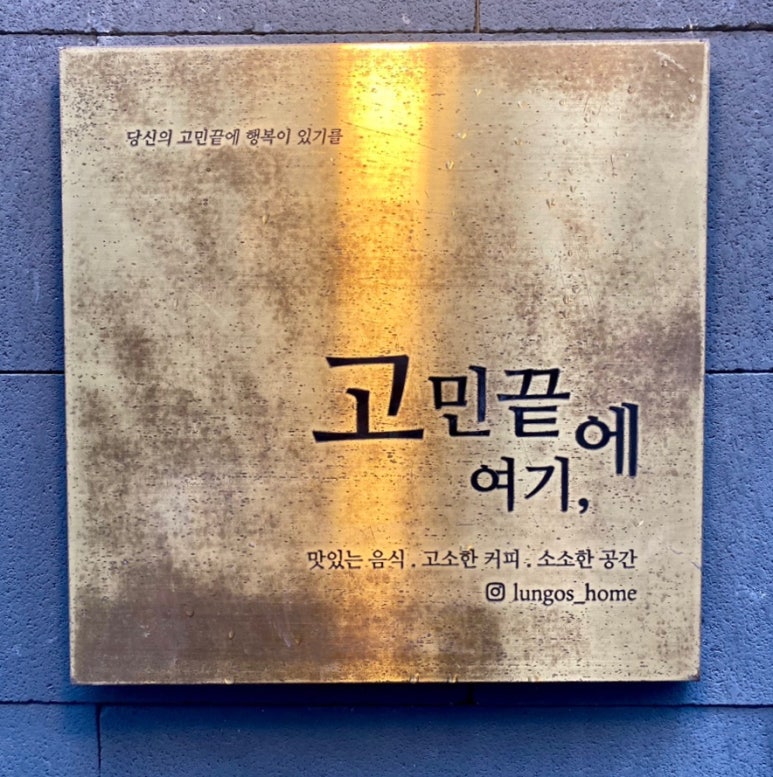 당신의 고민끝에 행복이 있기를
고민끝에
여기,
맛있는 음식 . 고소한 커피 . 소소한 공간
lungos_home